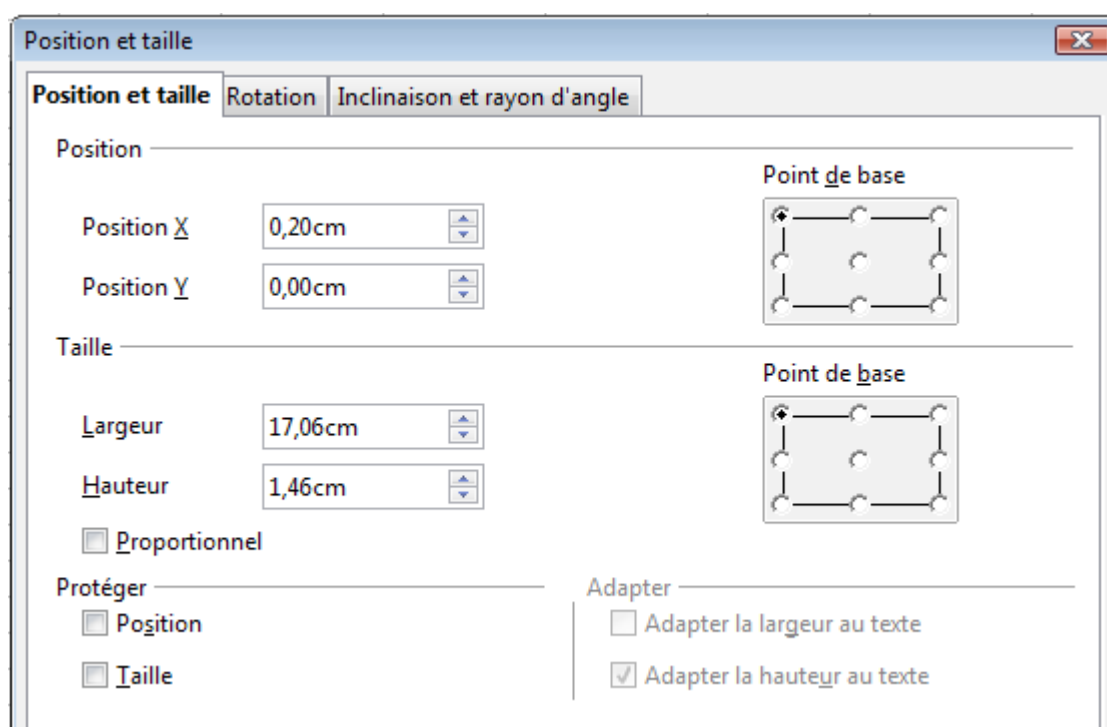 Position et taille
Position et taille Rotation Inclinaison et rayon d'angle
Position
Point de base
Position X 0,20cm
Position Y 0,00cm
Taille
Point de base
Largeur 17,06cm
Hauteur 1,46cm
Proportionnel
Protéger Adapter
Position Adapter la largeur au texte
Taille Adapter la hauteur au texte